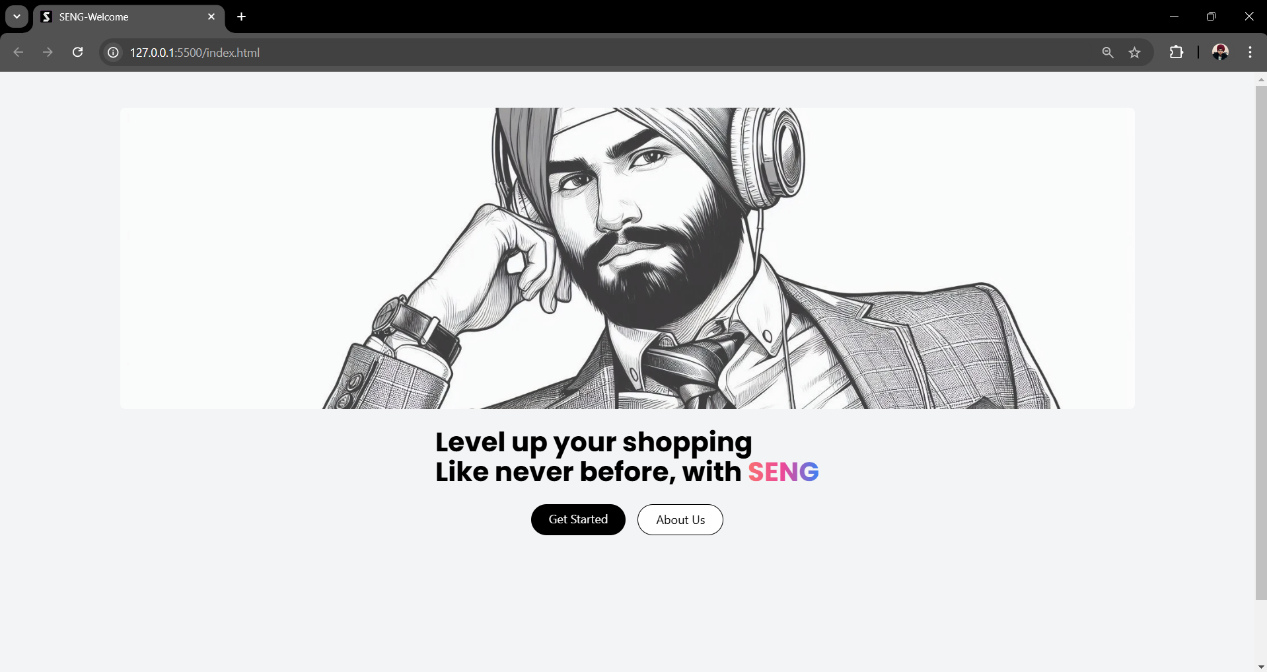 SENG-Welcome
127.0.0.1:5500/index.html
Level up your shopping
Like never before, with SENG
Get Started
About Us